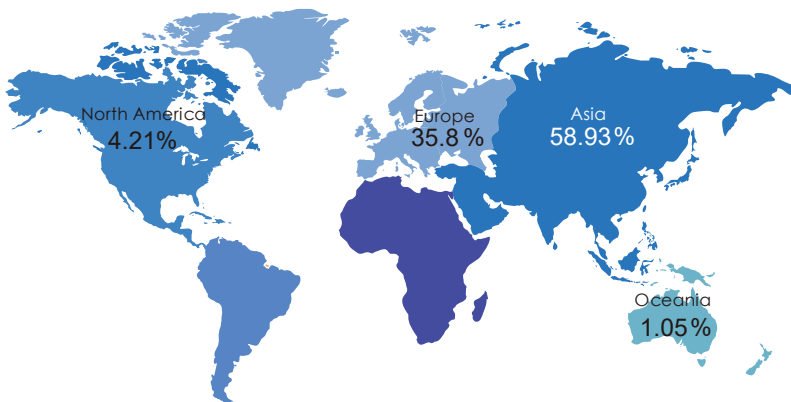 North America
4.21%
Europe
35.8%
Asia
58.93%
Oceania
1.05%